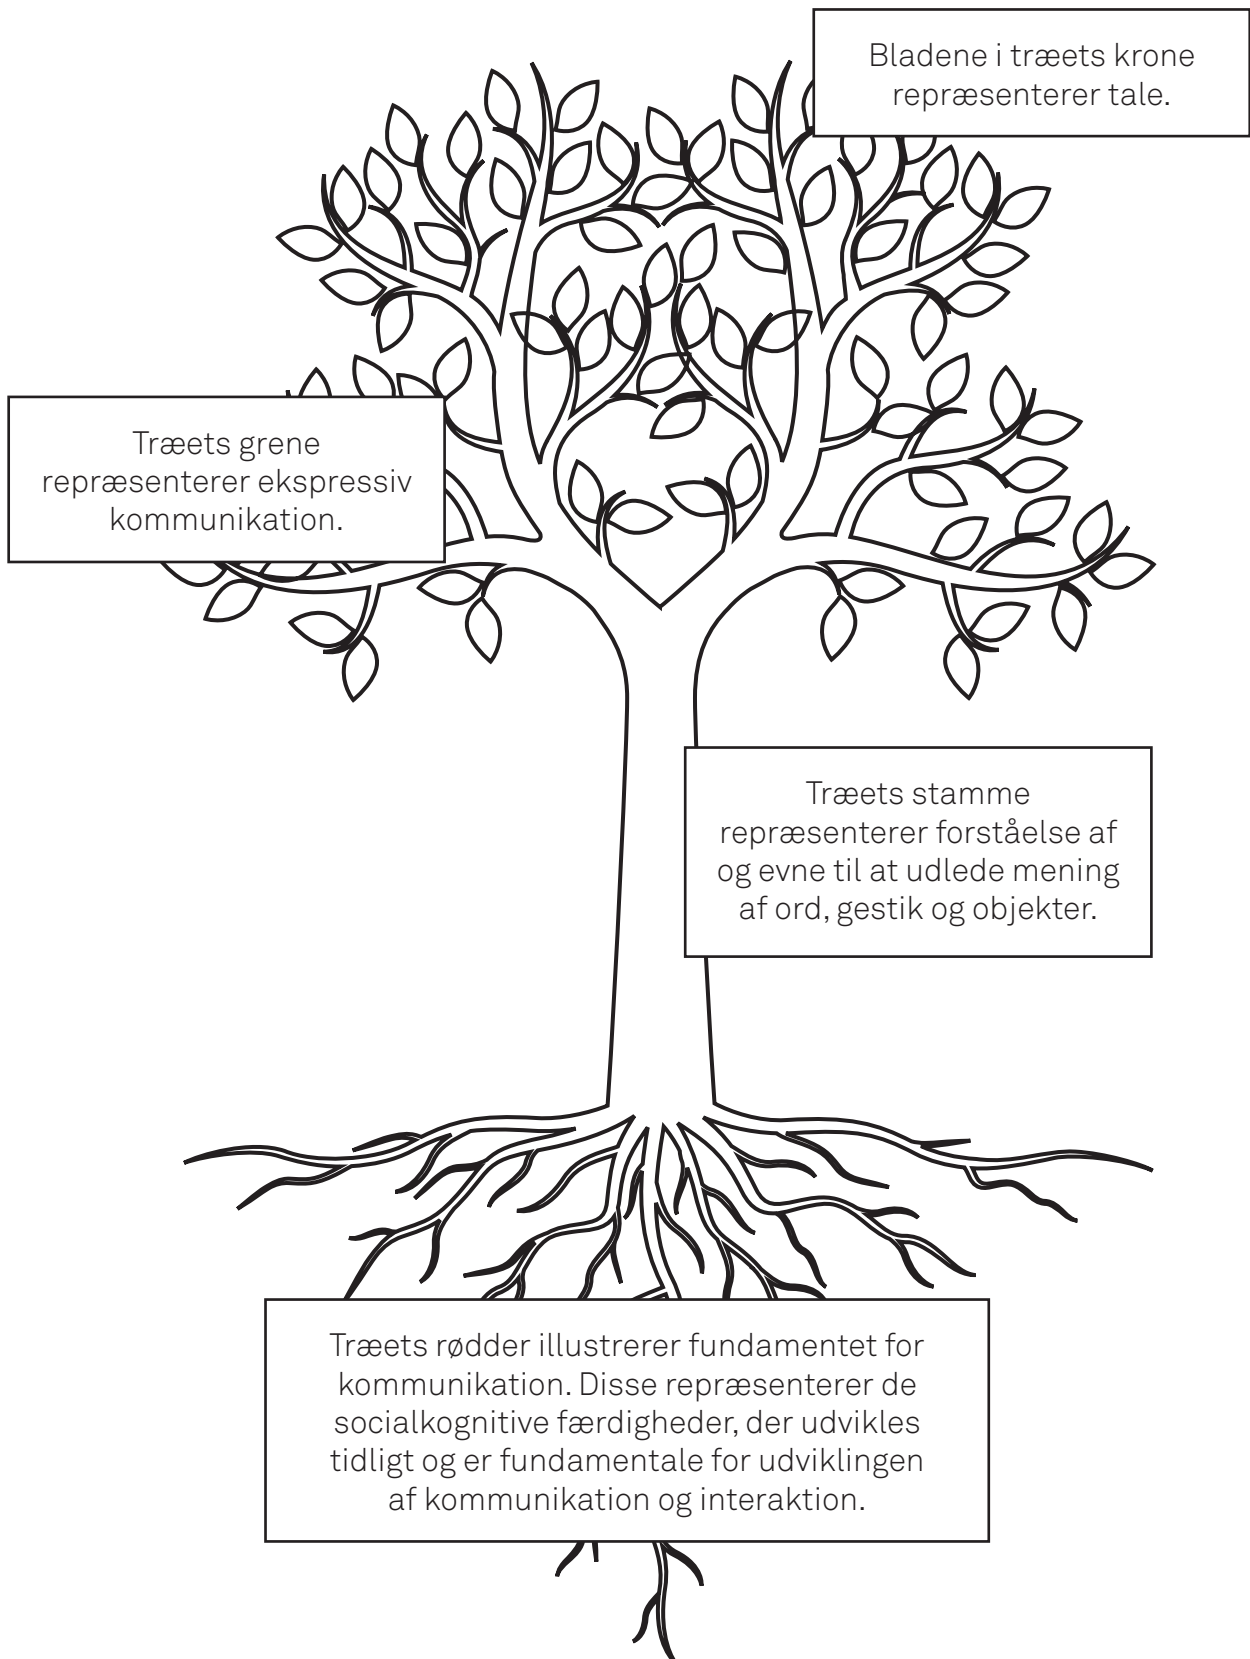 Bladene i træets krone
repræsenterer tale.
Træets grene
repræsenterer ekspressiv
kommunikation.
Træets stamme
repræsenterer forståelse af
og evne til at udlede mening
af ord, gestik og objekter.
Træets rødder illustrerer fundamentet for
kommunikation. Disse repræsenterer de
socialkognitive færdigheder, der udvikles
tidligt og er fundamentale for udviklingen
af kommunikation og interaktion.